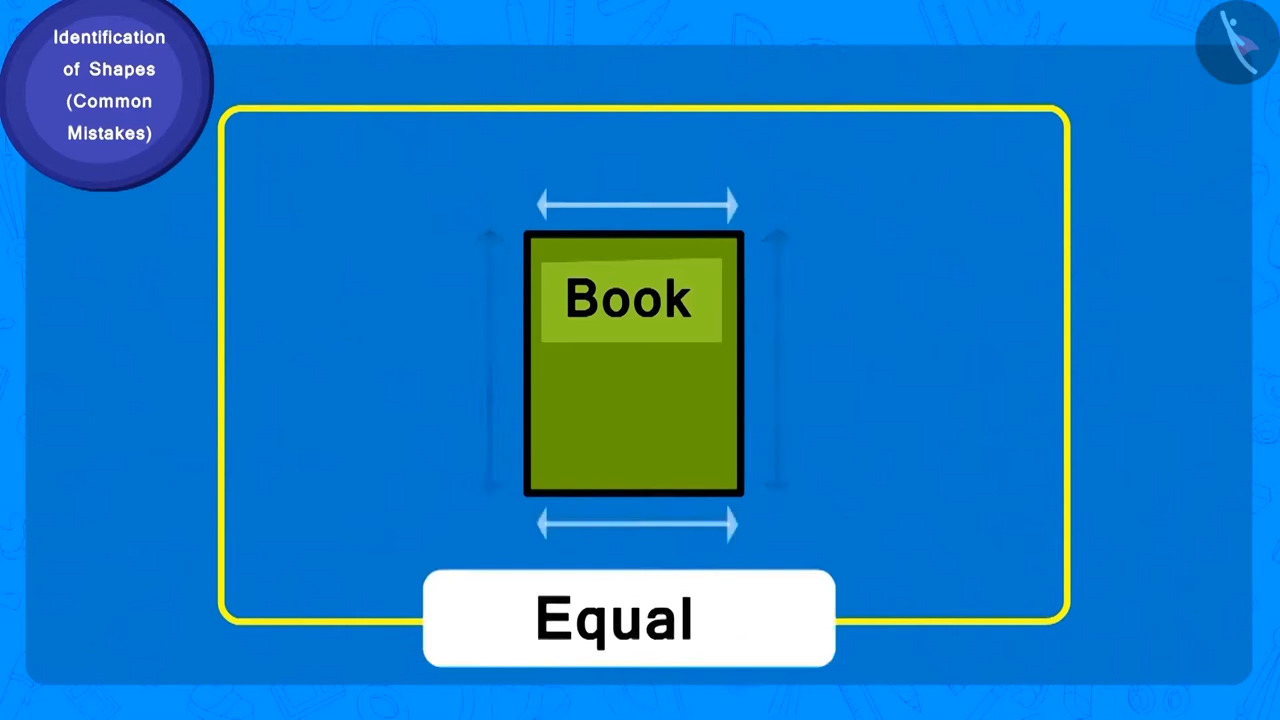 Identification
of Shapes
(Common
Mistakes)
Book
Equal